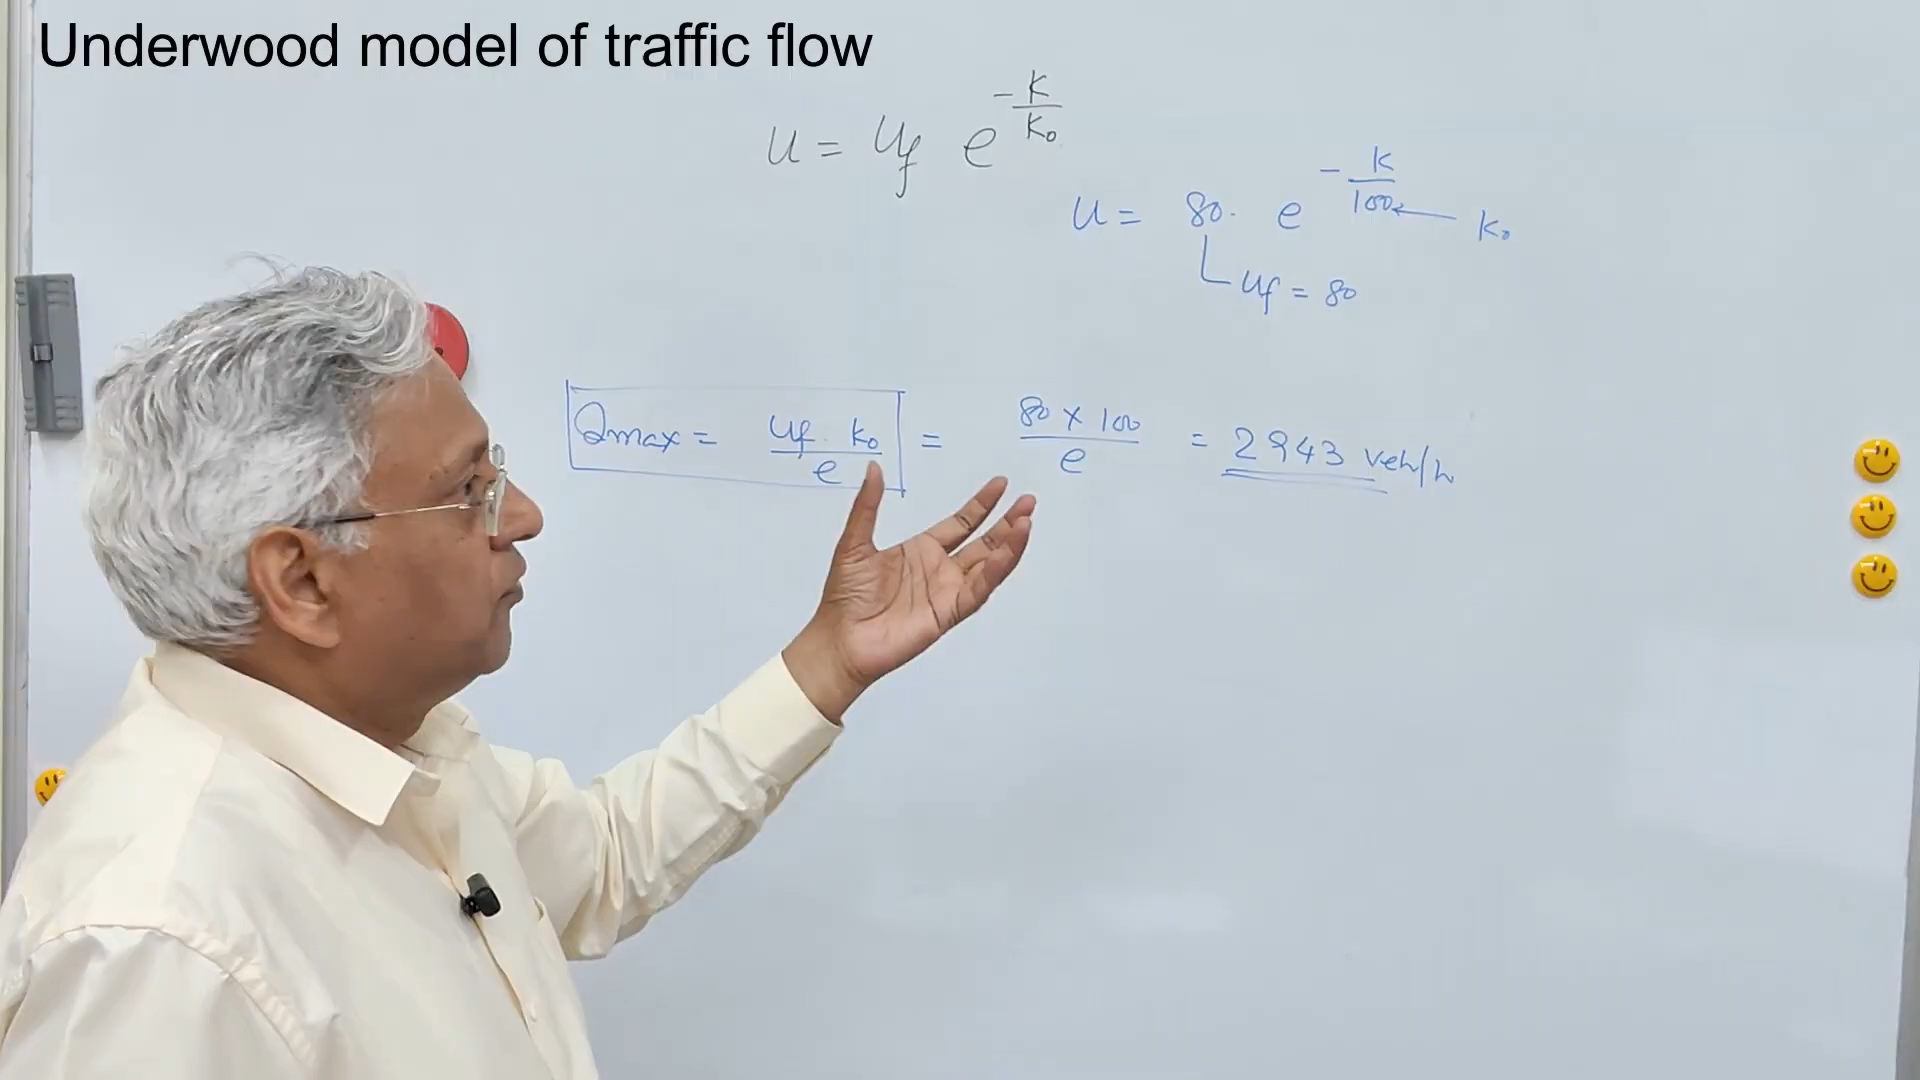 Underwood model of traffic flow
u = uf e^(-K/K₀)
u = 80. e^(-K/100) ← K₀
uf = 80
Qmax = uf. K₀/e = 80 × 100/e = 2943 veh/h